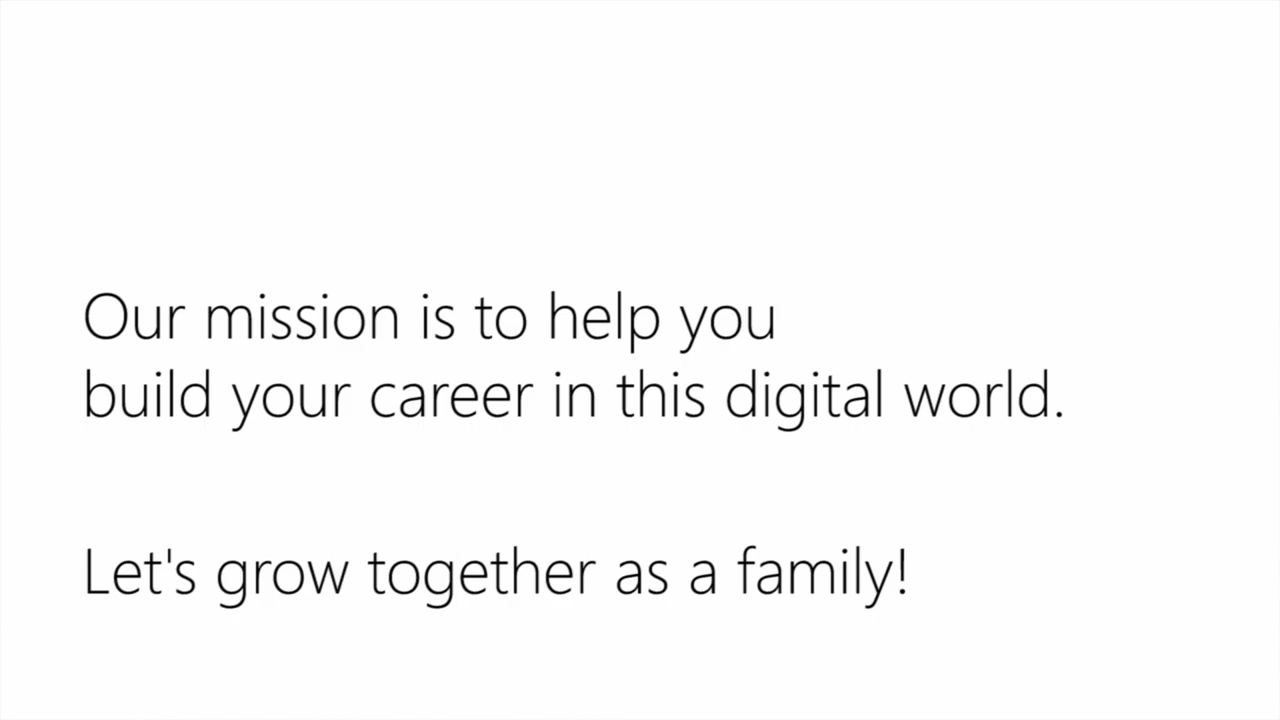 Our mission is to help you
build your career in this digital world.
Let's grow together as a family!